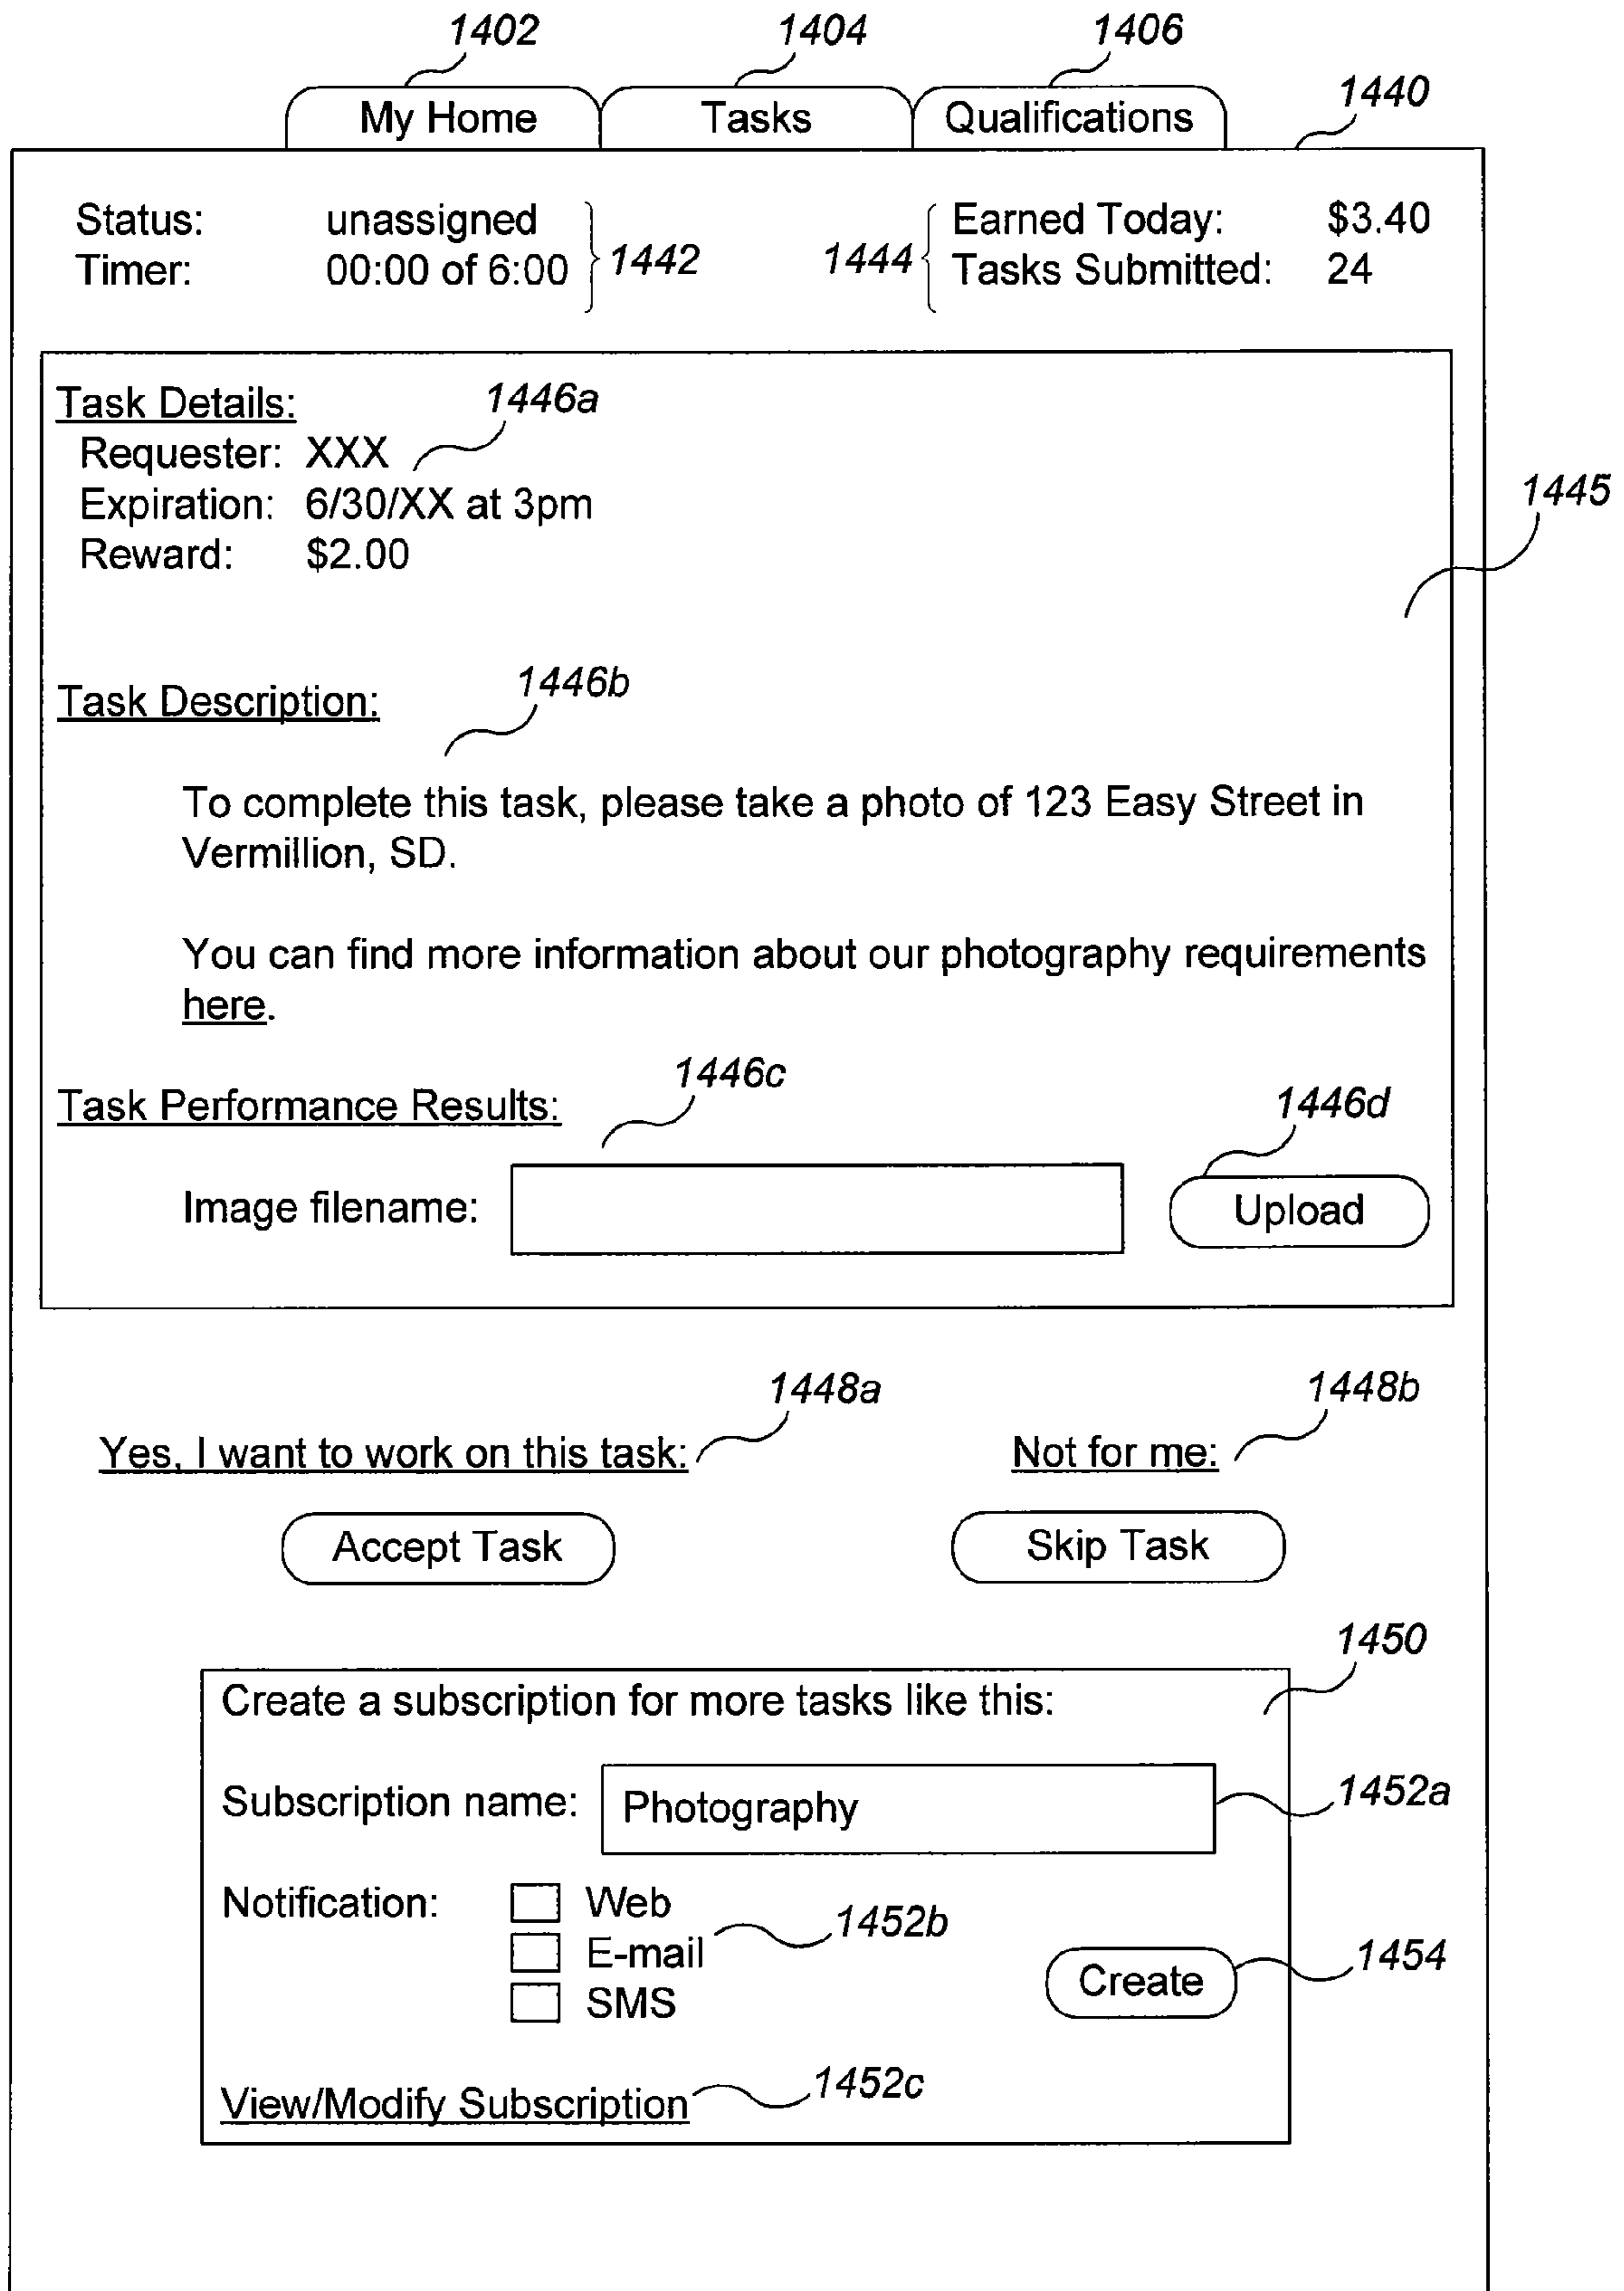 1402 1404 1406
My Home Tasks Qualifications 1440
Status: unassigned 1442 1444 Earned Today: $3.40
Timer: 00:00 of 6:00 Tasks Submitted: 24
Task Details: 1446a
Requester: XXX
Expiration: 6/30/XX at 3pm 1445
Reward: $2.00
Task Description: 1446b
To complete this task, please take a photo of 123 Easy Street in
Vermillion, SD.
You can find more information about our photography requirements
here.
Task Performance Results: 1446c 1446d
Image filename: Upload
1448a 1448b
Yes, I want to work on this task: Not for me:
Accept Task Skip Task
1450
Create a subscription for more tasks like this:
Subscription name: Photography 1452a
Notification: Web
E-mail 1452b
SMS
Create 1454
View/Modify Subscription 1452c